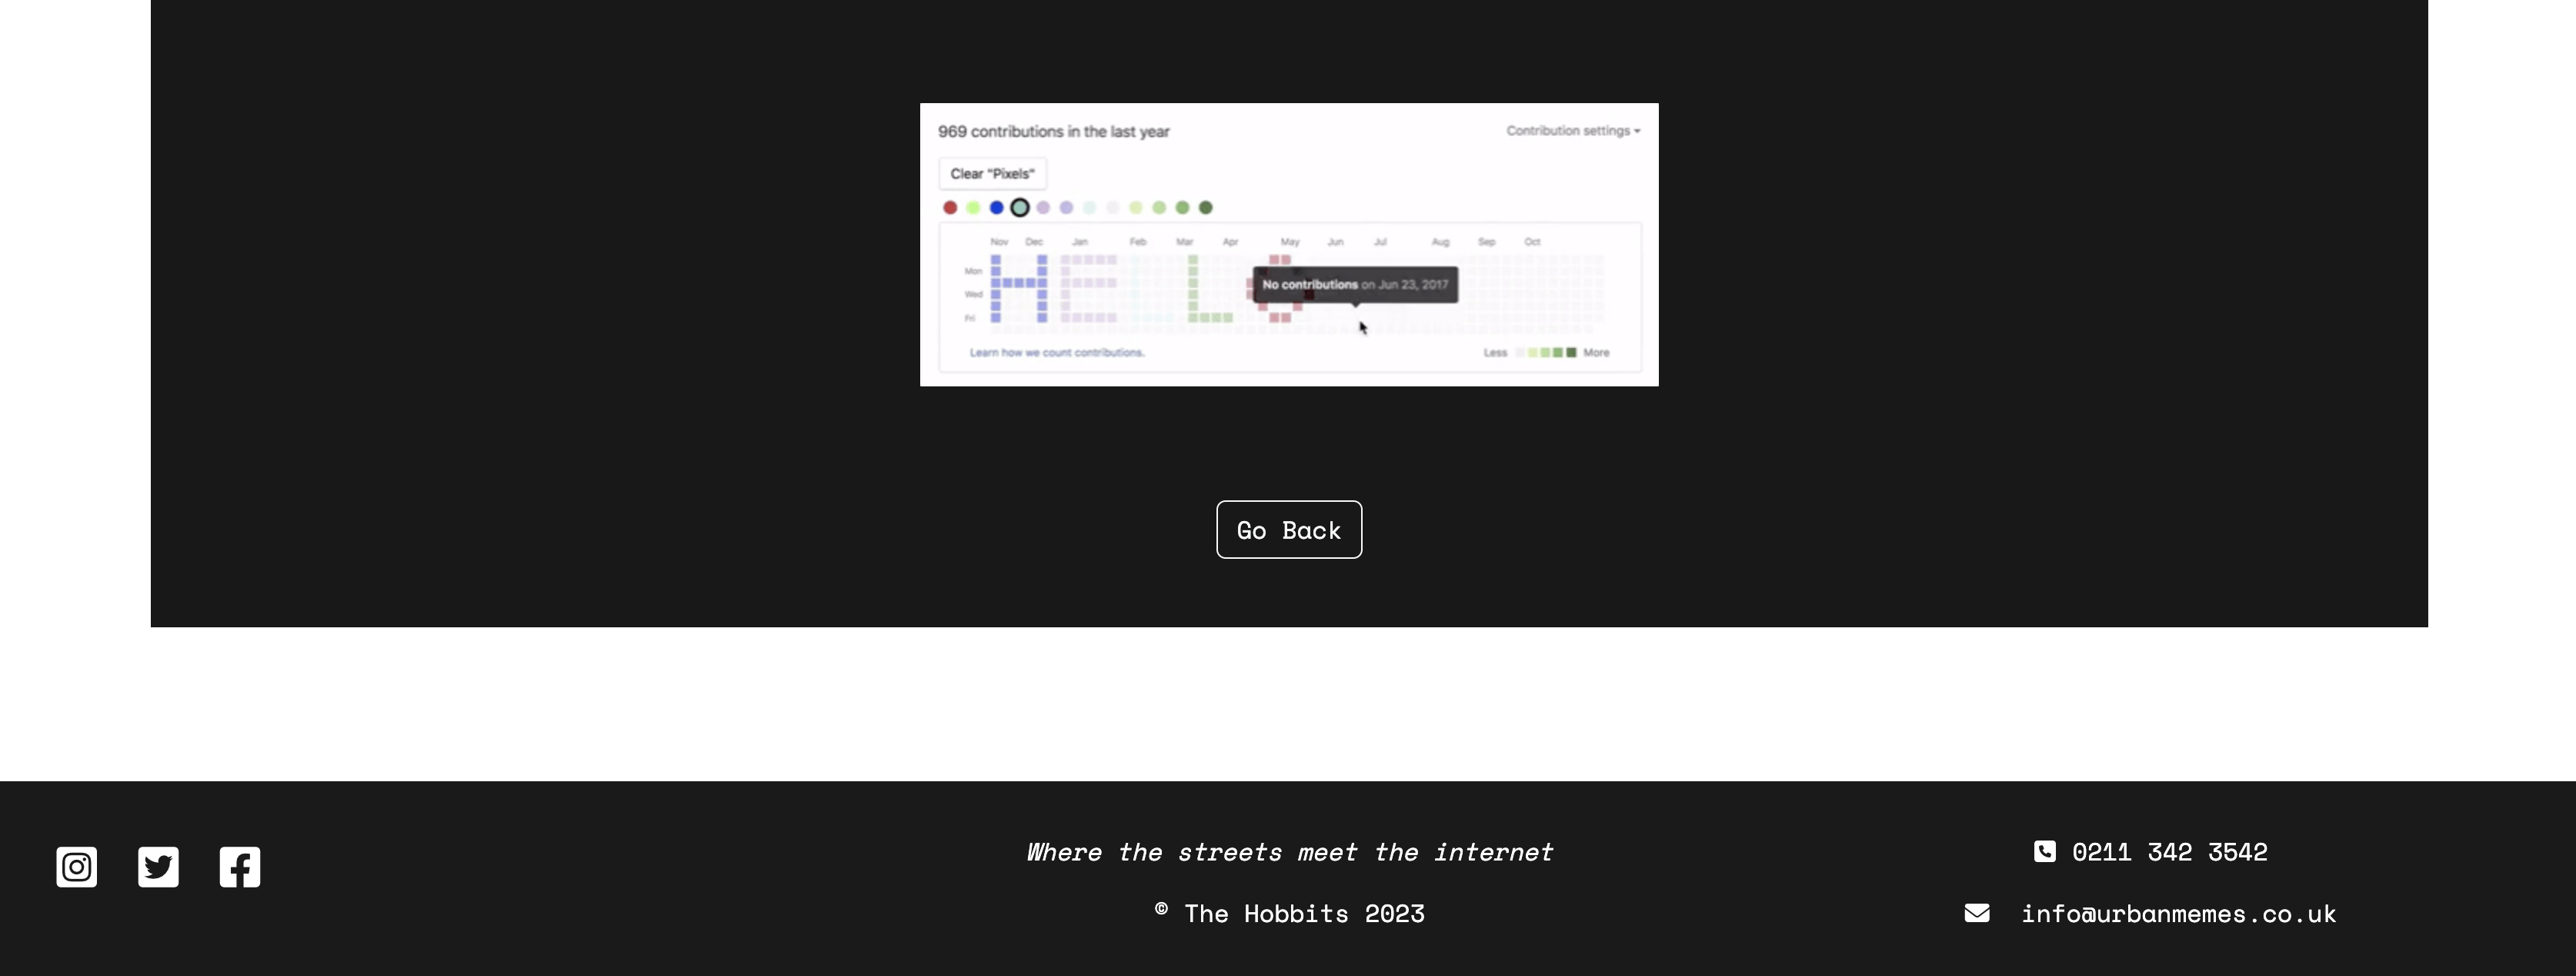 969 contributions in the last year
Contribution settings
Clear "Pixels"
Nov Dec Jan Feb Mar Apr May Jun Jul Aug Sep Oct
Mon
Wed
Fri
No contributions on Jun 23, 2017
Learn how we count contributions.
Less More
Go Back
Where the streets meet the internet
© The Hobbits 2023
0211 342 3542
info@urbanmemes.co.uk